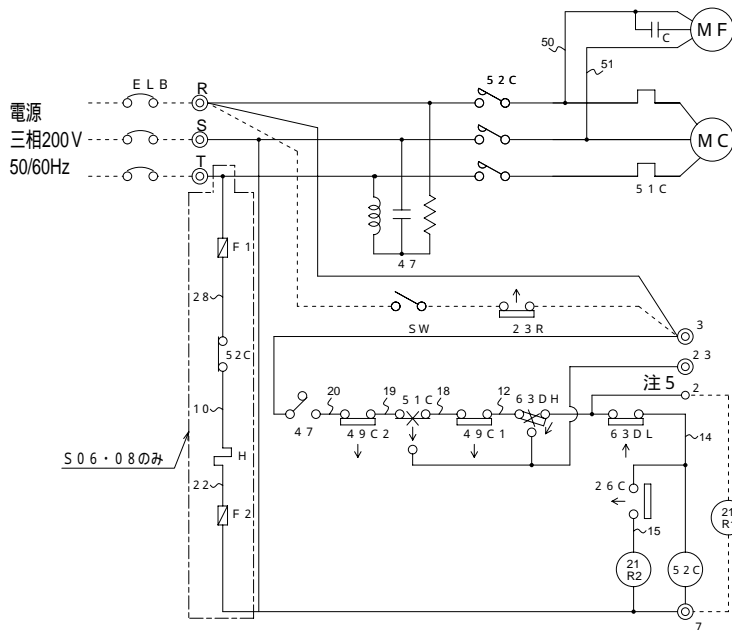 MF
C
50
51
ELB
R
52C
電源
三相200V
50/60Hz
S
MC
T
51C
47
F1
28
SW
23R
3
52C
23
注5
2
10
20
19
51C
18
12
63DH
47
49C2
49C1
63DL
14
S06・08のみ
H
22
26C
F2
15
21
R2
52C
21
7